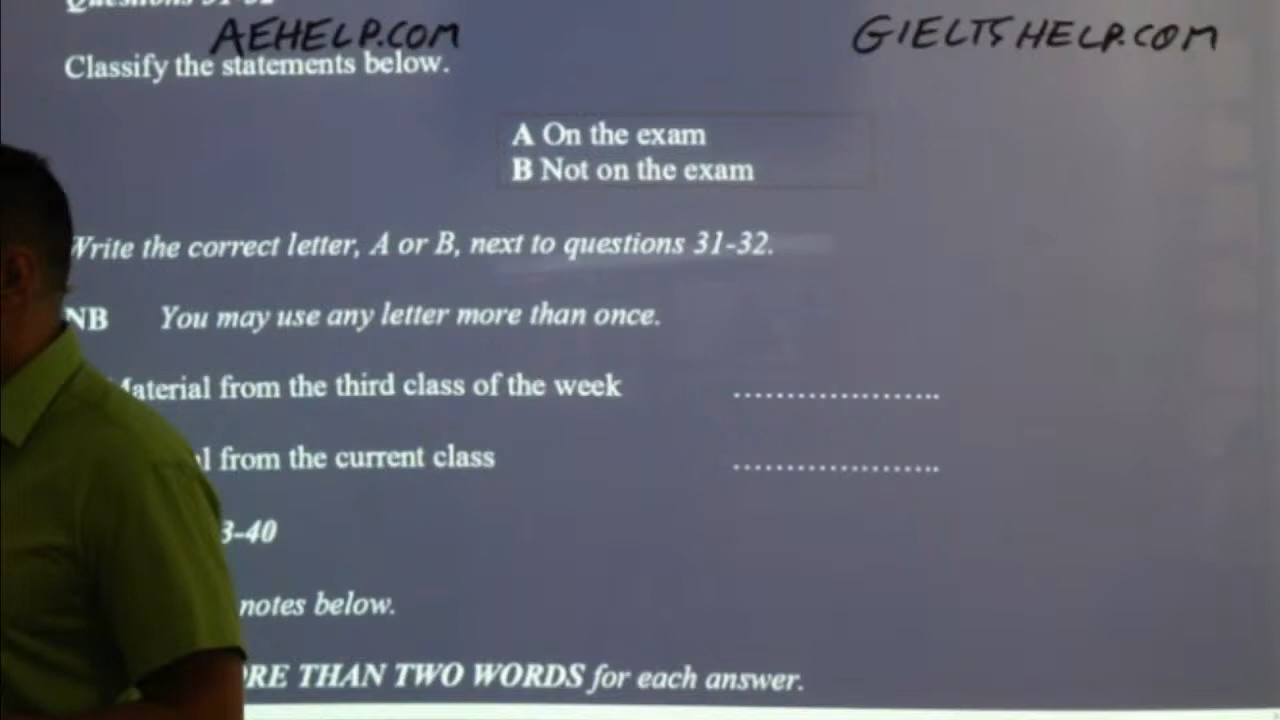 AEHELP.COM
GIELTSHELP.COM
Classify the statements below.
A On the exam
B Not on the exam
Write the correct letter, A or B, next to questions 31-32.
NB You may use any letter more than once.
from the third class of the week ......................
from the current class ......................
3-40
notes below.
THAN TWO WORDS for each answer.